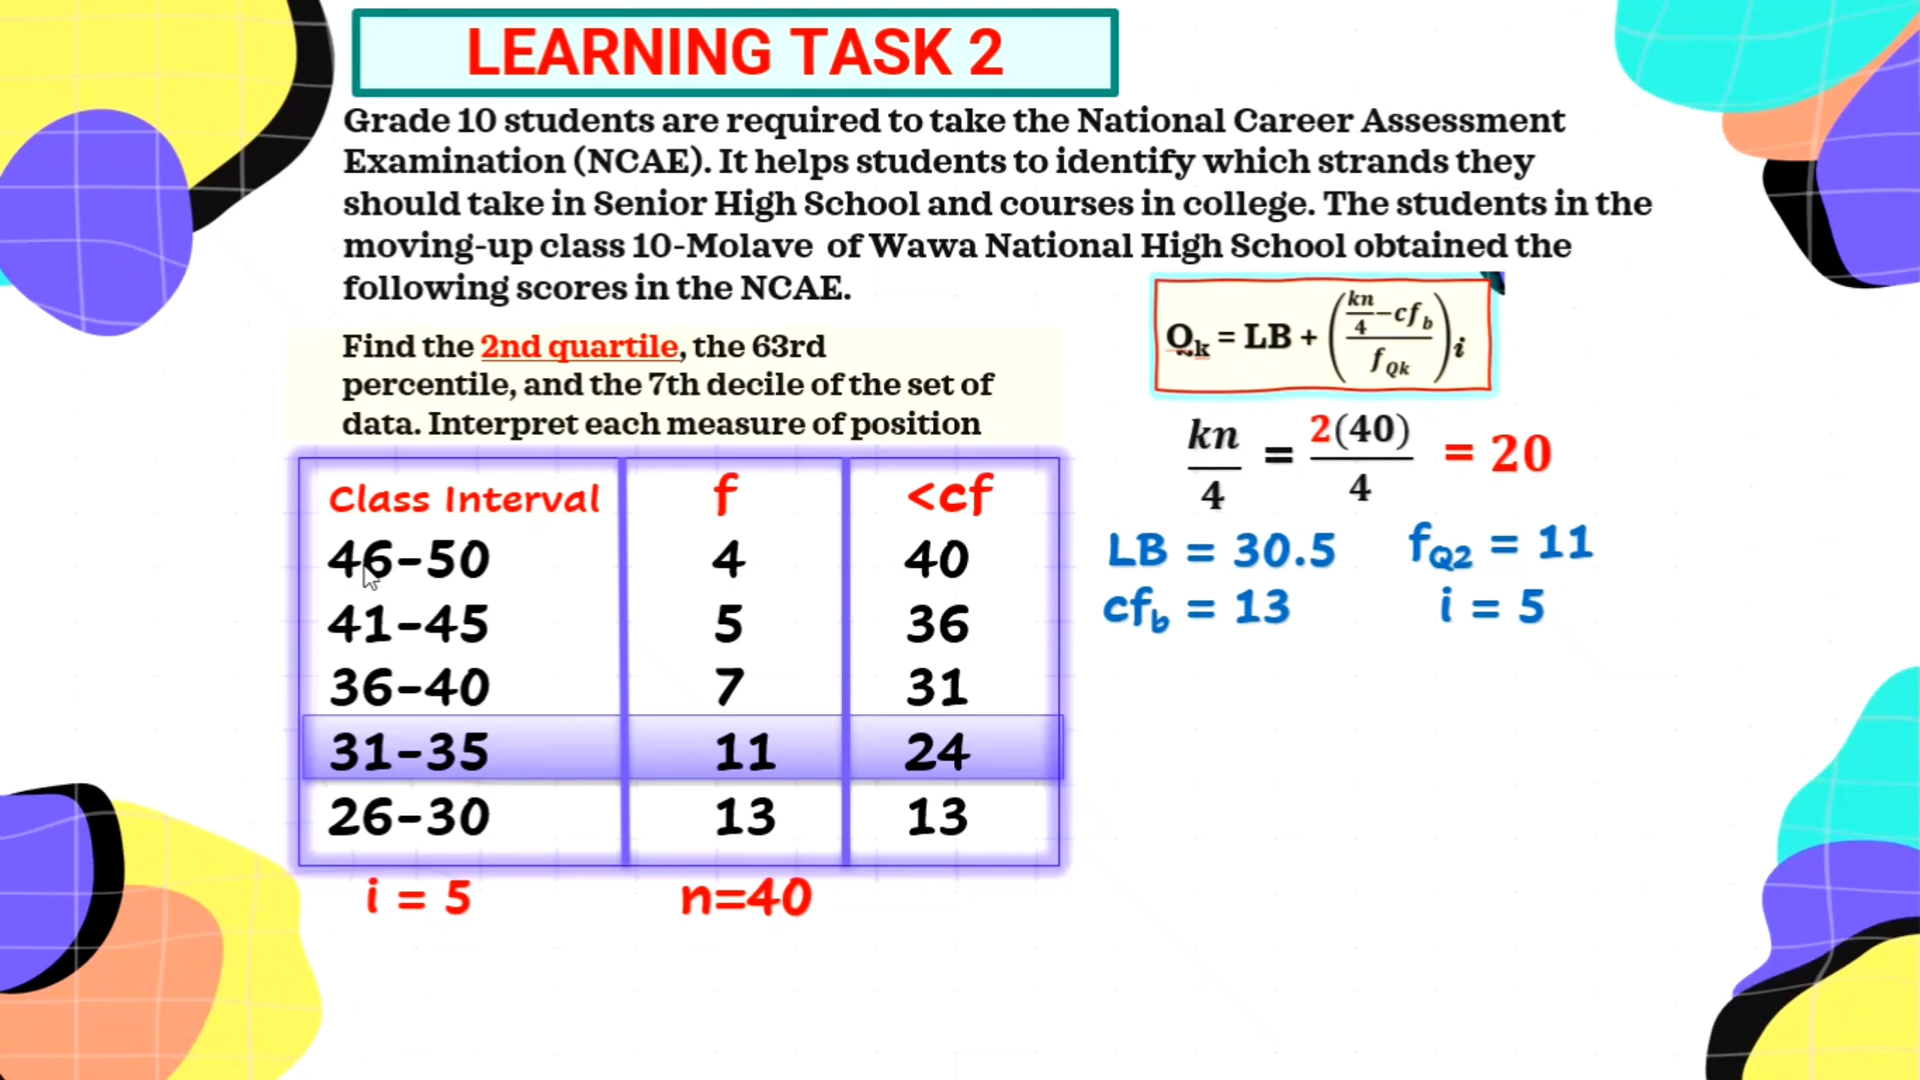 LEARNING TASK 2
Grade 10 students are required to take the National Career Assessment
Examination (NCAE). It helps students to identify which strands they
should take in Senior High School and courses in college. The students in the
moving-up class 10-Molave of Wawa National High School obtained the
following scores in the NCAE.
Find the 2nd quartile, the 63rd
percentile, and the 7th decile of the set of
data. Interpret each measure of position
Qk = LB + ((kn/4 − cfb)/fQk) i
kn/4 = 2(40)/4 = 20
LB = 30.5 fQ2 = 11
cfb = 13 i = 5
Class Interval f <cf
46-50 4 40
41-45 5 36
36-40 7 31
31-35 11 24
26-30 13 13
i = 5 n=40